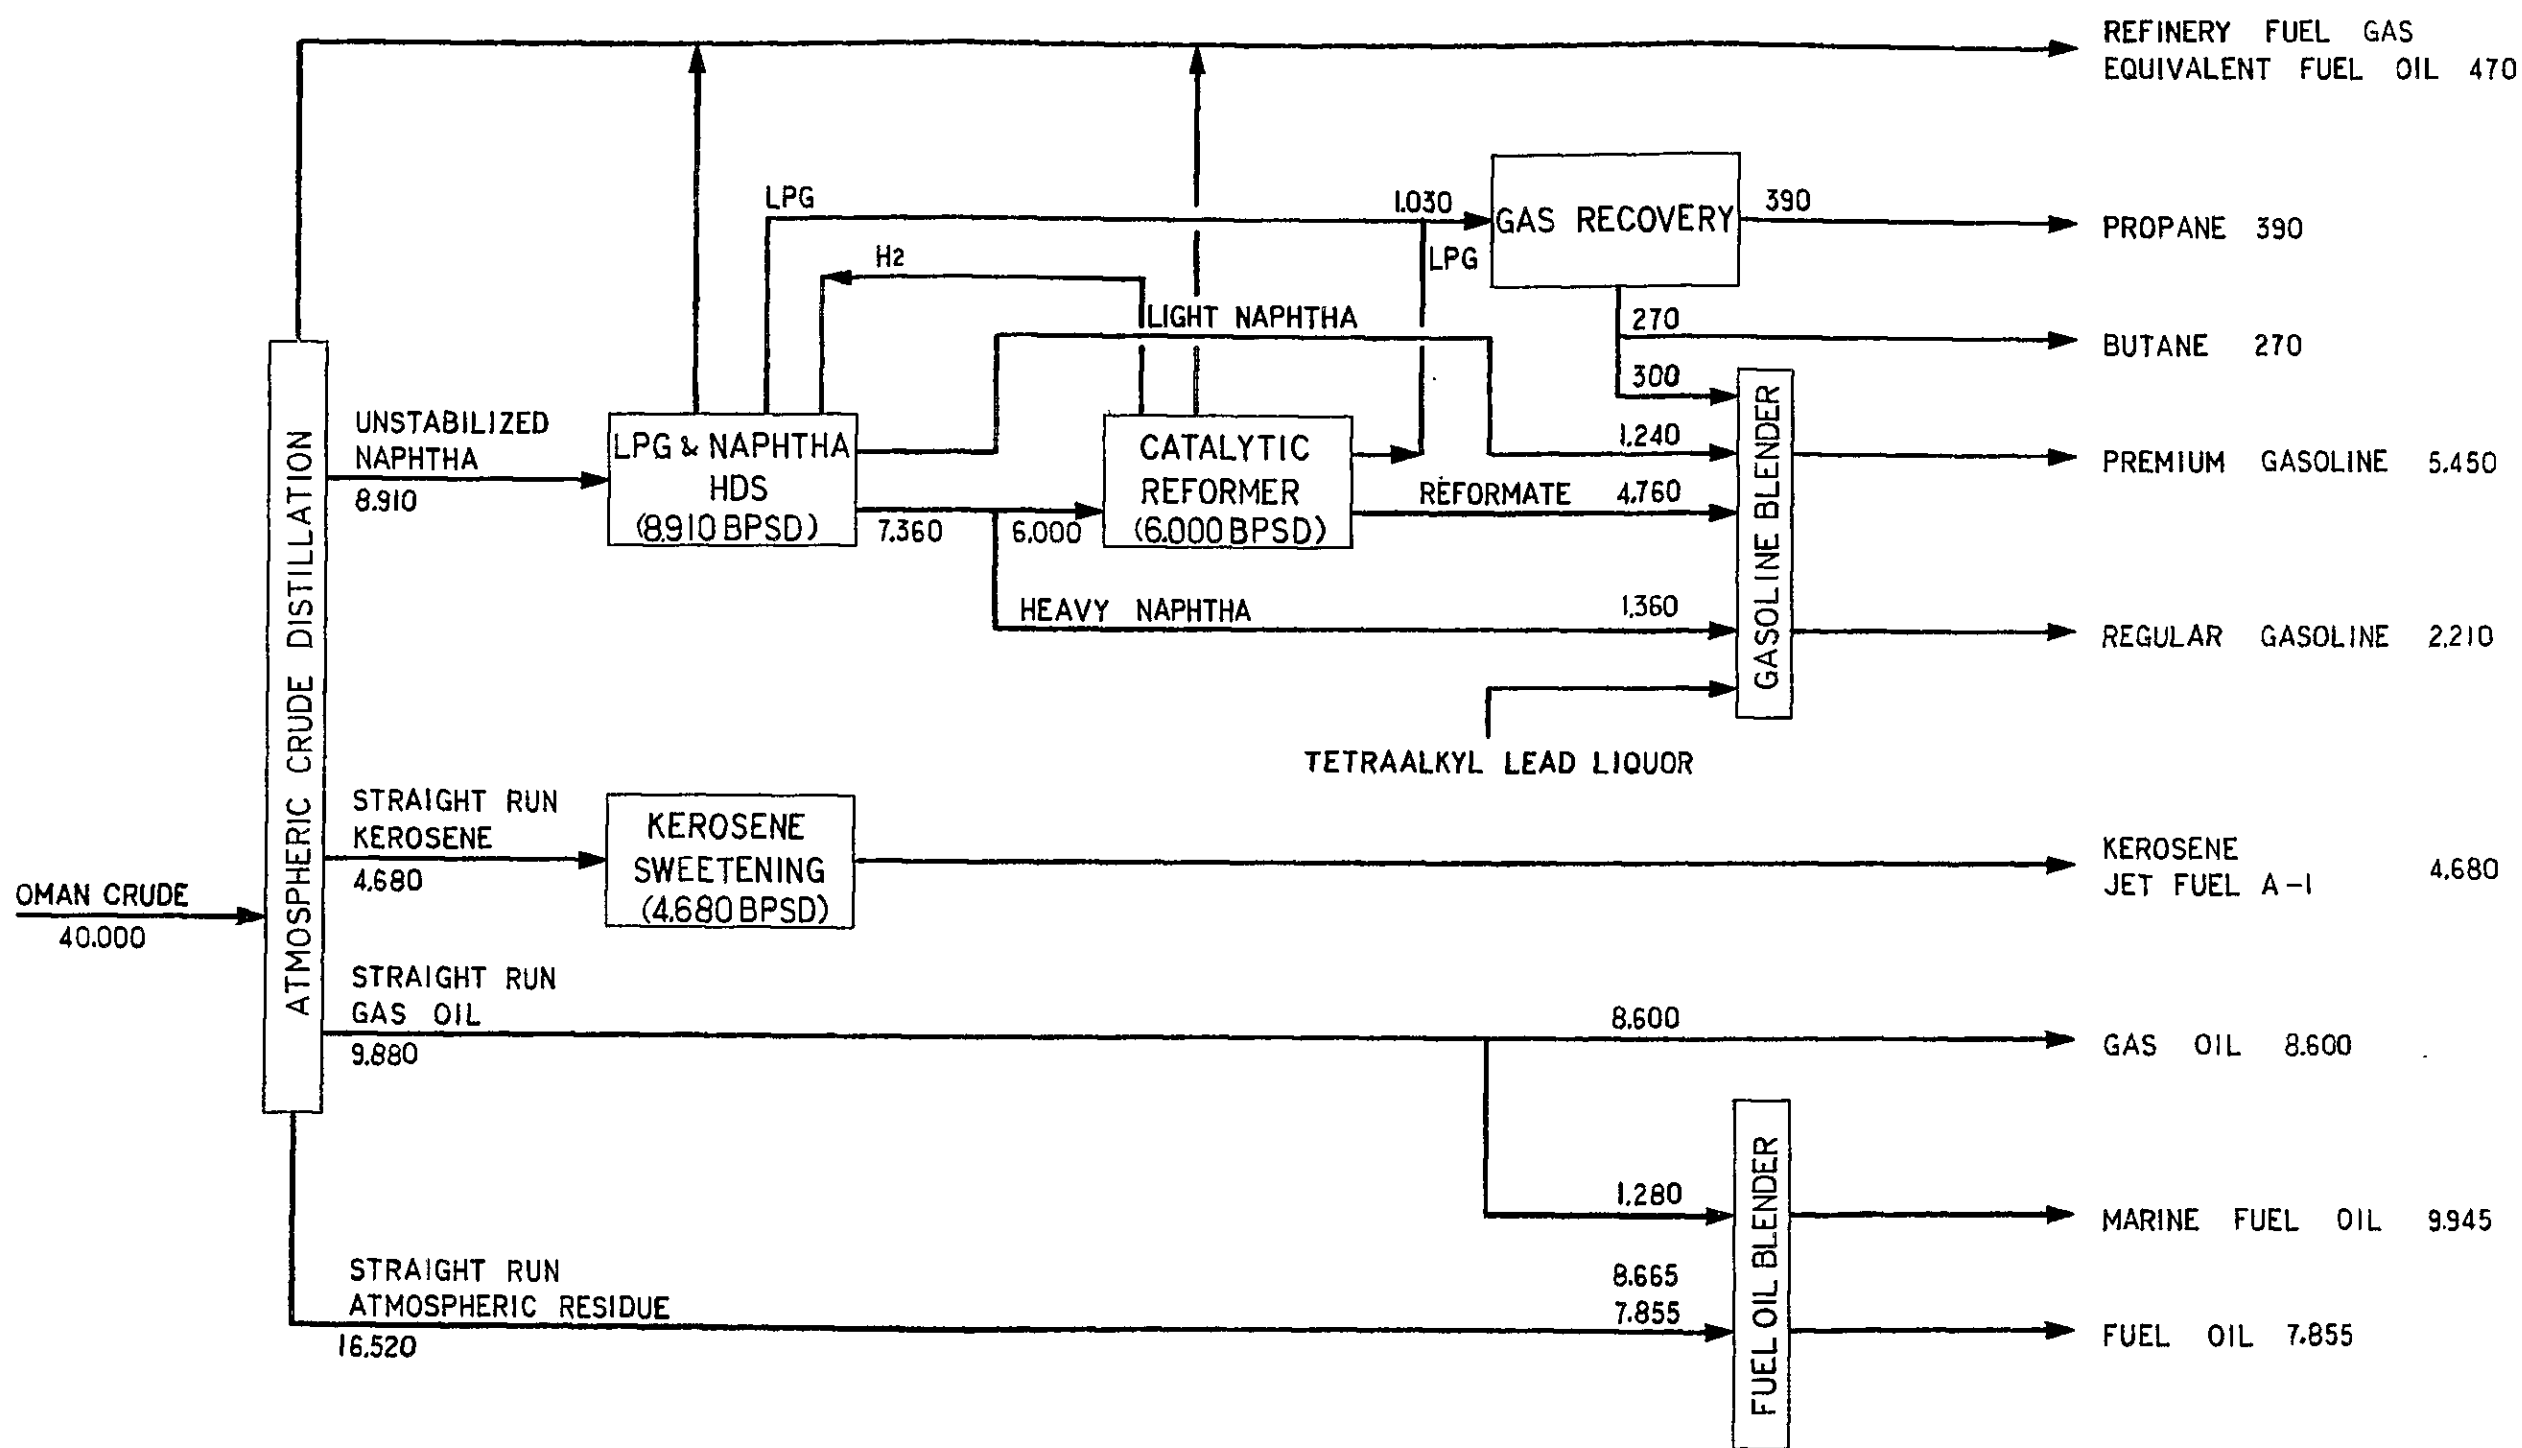 REFINERY FUEL GAS
EQUIVALENT FUEL OIL 470
LPG
1.030
GAS RECOVERY
390
PROPANE 390
H2
LPG
LIGHT NAPHTHA
270
BUTANE 270
300
UNSTABILIZED
NAPHTHA
8.910
LPG & NAPHTHA
HDS
(8.910 BPSD)
CATALYTIC
REFORMER
(6.000 BPSD)
1.240
PREMIUM GASOLINE 5.450
REFORMATE 4.760
7.360
6.000
GASOLINE BLENDER
HEAVY NAPHTHA
1.360
REGULAR GASOLINE 2.210
TETRAALKYL LEAD LIQUOR
ATMOSPHERIC CRUDE DISTILLATION
STRAIGHT RUN
KEROSENE
4.680
KEROSENE
SWEETENING
(4.680 BPSD)
KEROSENE
JET FUEL A-1
4.680
OMAN CRUDE
40.000
STRAIGHT RUN
GAS OIL
9.880
8.600
GAS OIL 8.600
1.280
MARINE FUEL OIL 9.945
FUEL OIL BLENDER
STRAIGHT RUN
ATMOSPHERIC RESIDUE
16.520
8.665
7.855
FUEL OIL 7.855